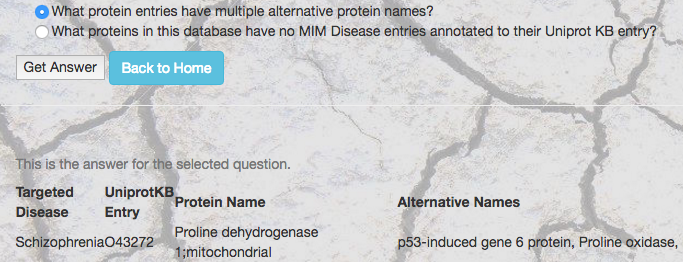 What protein entries have multiple alternative protein names?
What proteins in this database have no MIM Disease entries annotated to their Uniprot KB entry?
Get Answer Back to Home
This is the answer for the selected question.
Targeted Disease UniprotKB Entry Protein Name Alternative Names
SchizophreniaO43272 Proline dehydrogenase 1;mitochondrial p53-induced gene 6 protein, Proline oxidase,